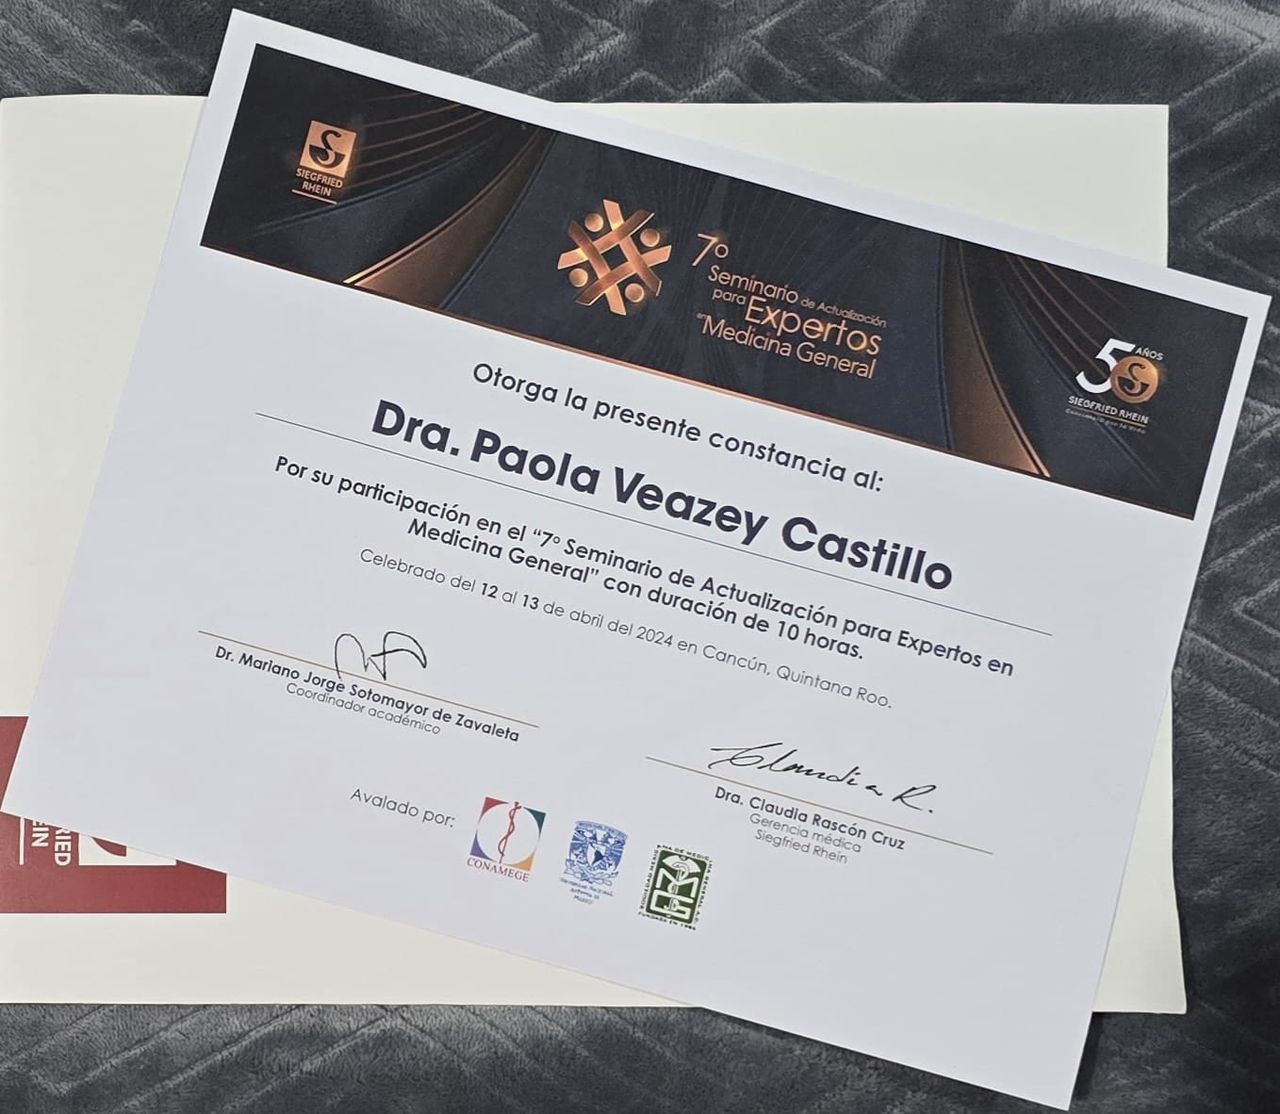 SIEGFRIED
RHEIN
7º
Seminario de Actualización
para Expertos
en Medicina General
50 AÑOS
SIEGFRIED RHEIN
Otorga la presente constancia al:
Dra. Paola Veazey Castillo
Por su participación en el “7º Seminario de Actualización para Expertos en
Medicina General” con duración de 10 horas.
Celebrado del 12 al 13 de abril del 2024 en Cancún, Quintana Roo.
Dr. Mariano Jorge Sotomayor de Zavaleta
Coordinador académico
Claudia R.
Dra. Claudia Rascón Cruz
Gerencia médica
Siegfried Rhein
Avalado por:
CONAMEGE